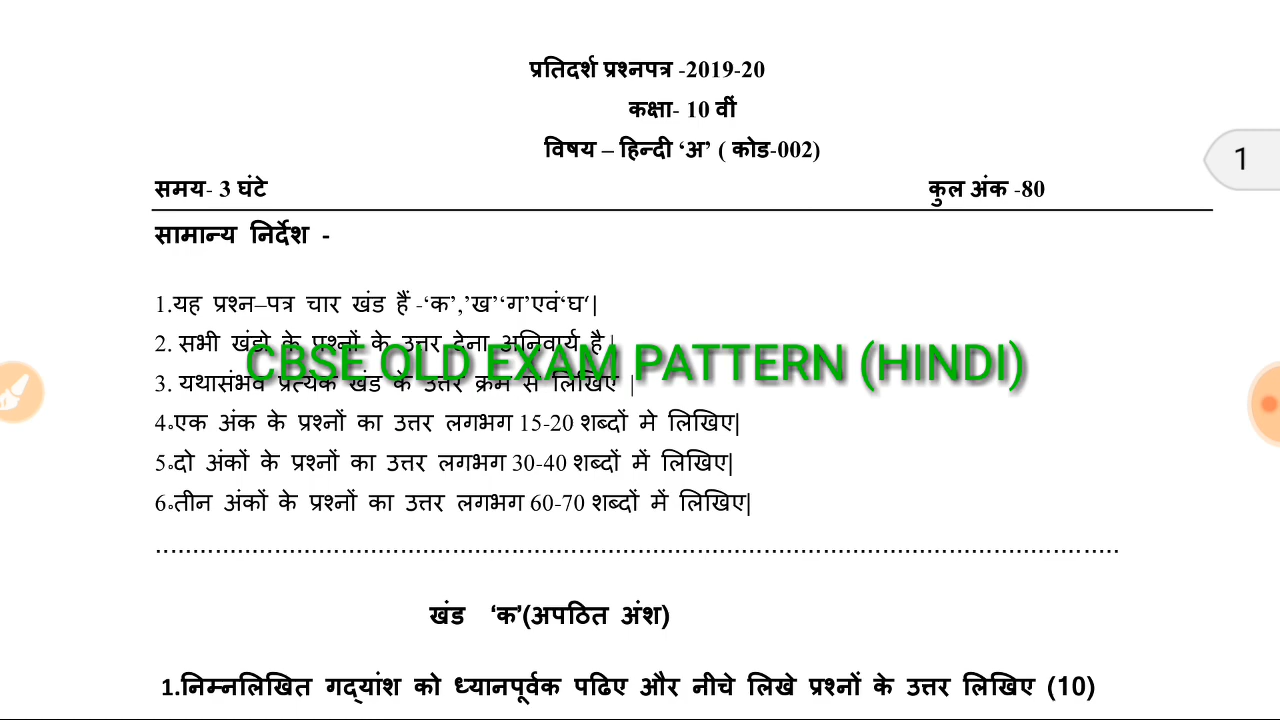 प्रतिदर्श प्रश्नपत्र -2019-20
कक्षा- 10 वीं
विषय – हिन्दी ‘अ’ ( कोड-002)
1
समय- 3 घंटे कुल अंक -80
सामान्य निर्देश -
1.यह प्रश्न–पत्र चार खंड हैं -‘क’,’ख’‘ग’एवं‘घ‘|
2. सभी खंडो के प्रश्नों के उत्तर देना अनिवार्य है |
CBSE OLD EXAM PATTERN (HINDI)
3. यथासंभव प्रत्येक खंड के उत्तर क्रम से लिखिए |
4॰एक अंक के प्रश्नों का उत्तर लगभग 15-20 शब्दों मे लिखिए|
5॰दो अंकों के प्रश्नों का उत्तर लगभग 30-40 शब्दों में लिखिए|
6॰तीन अंकों के प्रश्नों का उत्तर लगभग 60-70 शब्दों में लिखिए|
................................................................................................................................
खंड ‘क’(अपठित अंश)
1.निम्नलिखित गद्यांश को ध्यानपूर्वक पढिए और नीचे लिखे प्रश्नों के उत्तर लिखिए (10)